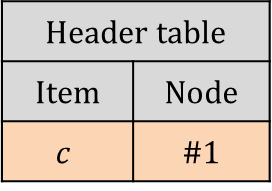 Header table
Item Node
c #1